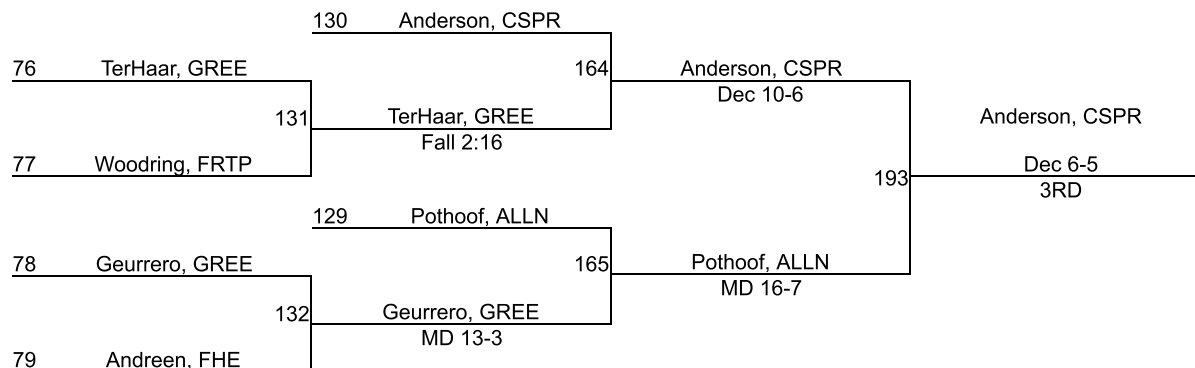 130 Anderson, CSPR
76 TerHaar, GREE
164 Anderson, CSPR
Dec 10-6
131 TerHaar, GREE
Fall 2:16
Anderson, CSPR
77 Woodring, FRTP
193 Dec 6-5
3RD
129 Pothoof, ALLN
78 Geurrero, GREE
165 Pothoof, ALLN
MD 16-7
132 Geurrero, GREE
MD 13-3
79 Andreen, FHE